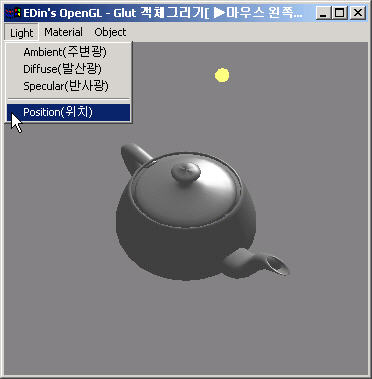 EDin's OpenGL - Glut 객체그리기[ ▶마우스 왼쪽...
Light Material Object
Ambient(주변광)
Diffuse(발산광)
Specular(반사광)
Position(위치)